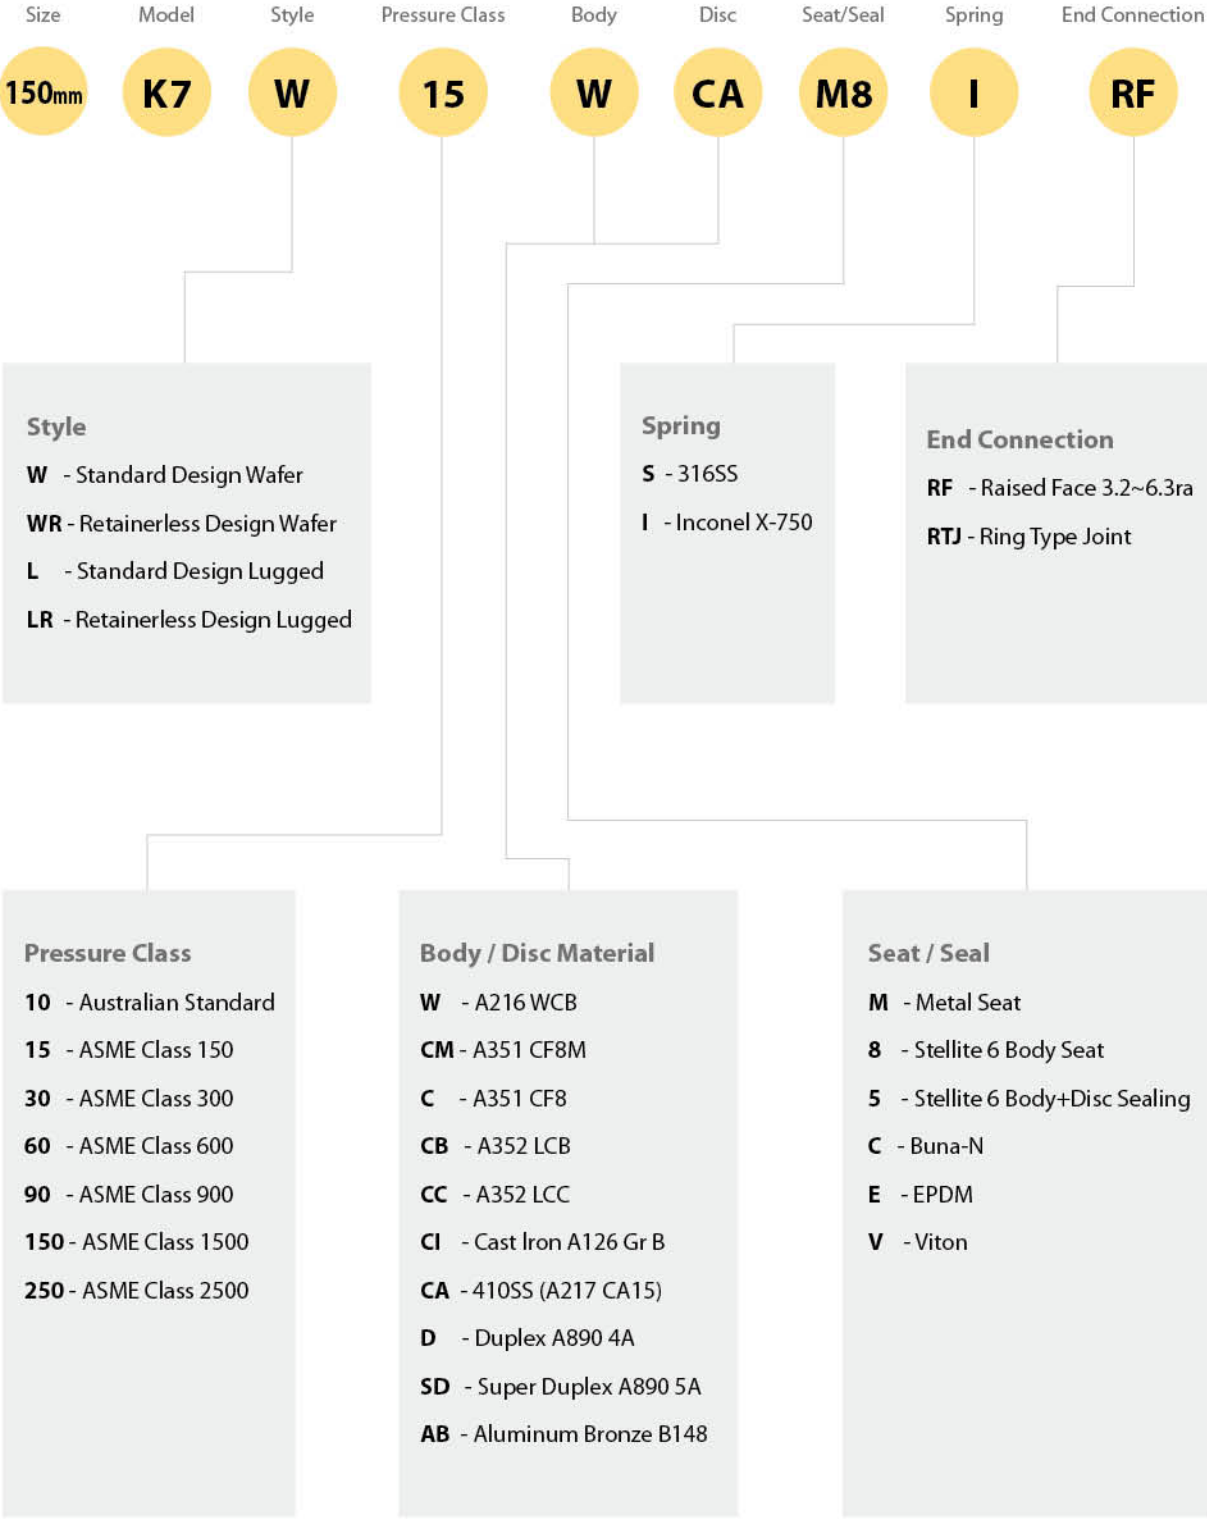 Size Model Style Pressure Class Body Disc Seat/Seal Spring End Connection
150mm K7 W 15 W CA M8 I RF
Style
W - Standard Design Wafer
WR - Retainerless Design Wafer
L - Standard Design Lugged
LR - Retainerless Design Lugged
Spring
S - 316SS
I - Inconel X-750
End Connection
RF - Raised Face 3.2~6.3ra
RTJ - Ring Type Joint
Pressure Class
10 - Australian Standard
15 - ASME Class 150
30 - ASME Class 300
60 - ASME Class 600
90 - ASME Class 900
150 - ASME Class 1500
250 - ASME Class 2500
Body / Disc Material
W - A216 WCB
CM - A351 CF8M
C - A351 CF8
CB - A352 LCB
CC - A352 LCC
CI - Cast Iron A126 Gr B
CA - 410SS (A217 CA15)
D - Duplex A890 4A
SD - Super Duplex A890 5A
AB - Aluminum Bronze B148
Seat / Seal
M - Metal Seat
8 - Stellite 6 Body Seat
5 - Stellite 6 Body+Disc Sealing
C - Buna-N
E - EPDM
V - Viton